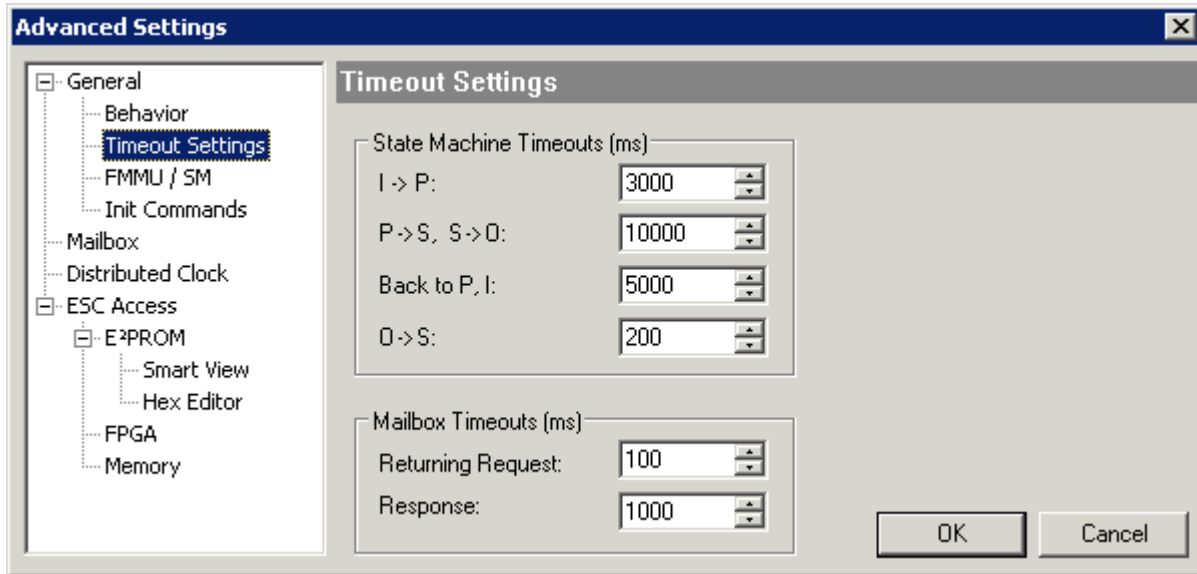 Advanced Settings
General
Behavior
Timeout Settings
FMMU / SM
Init Commands
Mailbox
Distributed Clock
ESC Access
E²PROM
Smart View
Hex Editor
FPGA
Memory
Timeout Settings
State Machine Timeouts (ms)
I -> P: 3000
P->S, S->O: 10000
Back to P, I: 5000
O->S: 200
Mailbox Timeouts (ms)
Returning Request: 100
Response: 1000
OK Cancel